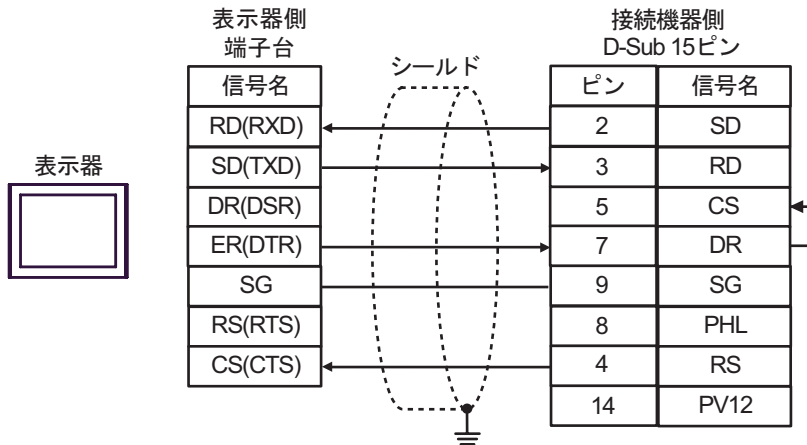 表示器側
端子台
接続機器側
D-Sub 15ピン
シールド
信号名
ピン 信号名
RD(RXD) 2 SD
SD(TXD) 3 RD
表示器
DR(DSR) 5 CS
ER(DTR) 7 DR
SG 9 SG
RS(RTS) 8 PHL
CS(CTS) 4 RS
14 PV12